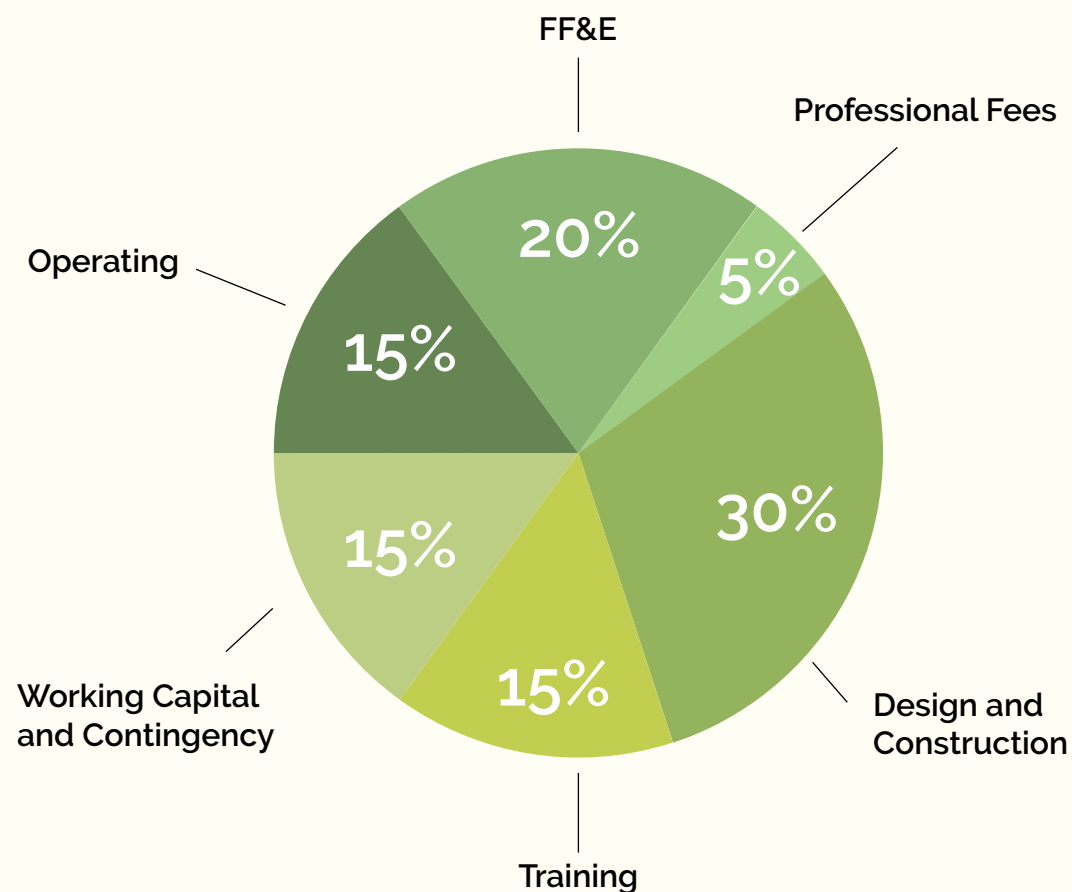 FF&E
Professional Fees
20%
5%
Operating
15%
30%
15%
Working Capital
and Contingency
15%
Design and
Construction
Training